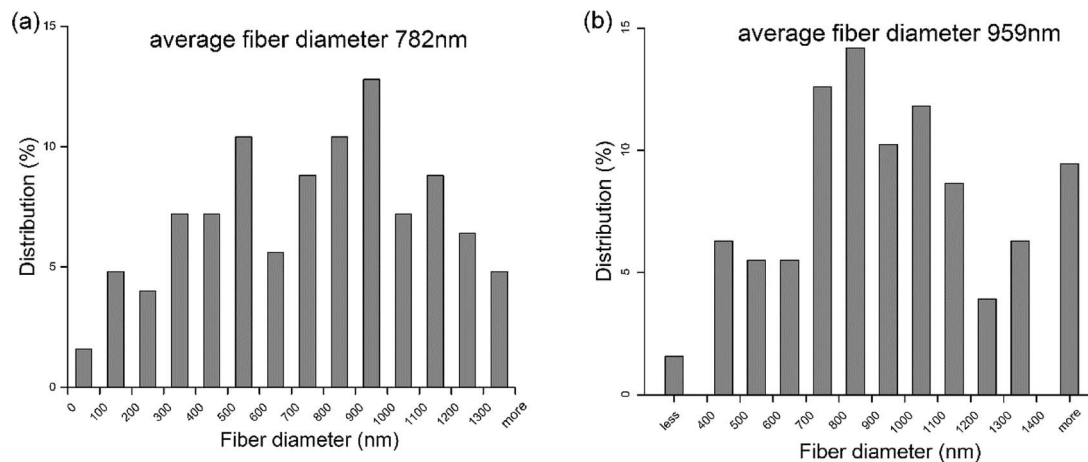 (a)
average fiber diameter 782nm
15
10
5
0
Distribution (%)
0 100 200 300 400 500 600 700 800 900 1000 1100 1200 1300 more
Fiber diameter (nm)
(b)
average fiber diameter 959nm
15
10
5
0
Distribution (%)
less 400 500 600 700 800 900 1000 1100 1200 1300 1400 more
Fiber diameter (nm)